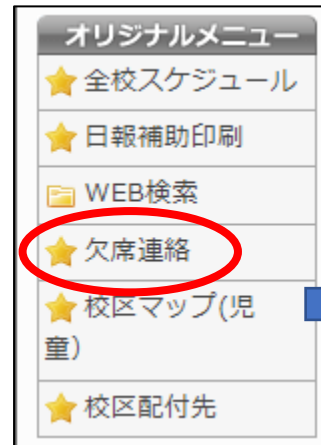 オリジナルメニュー
全校スケジュール
日報補助印刷
WEB検索
欠席連絡
校区マップ(児
童)
校区配付先